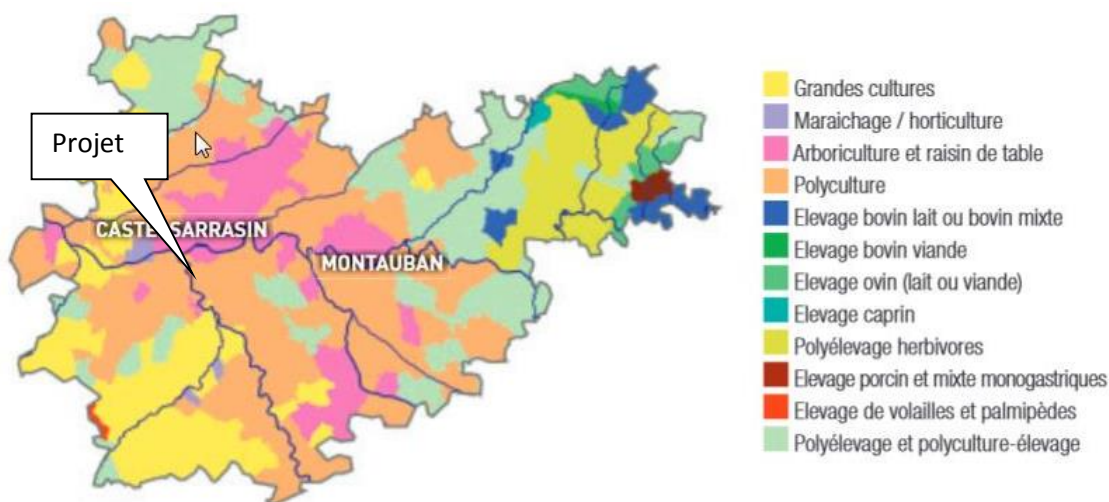 Projet
CASTELSARRASIN
MONTAUBAN
Grandes cultures
Maraichage / horticulture
Arboriculture et raisin de table
Polyculture
Elevage bovin lait ou bovin mixte
Elevage bovin viande
Elevage ovin (lait ou viande)
Elevage caprin
Polyélevage herbivores
Elevage porcin et mixte monogastriques
Elevage de volailles et palmipèdes
Polyélevage et polyculture-élevage